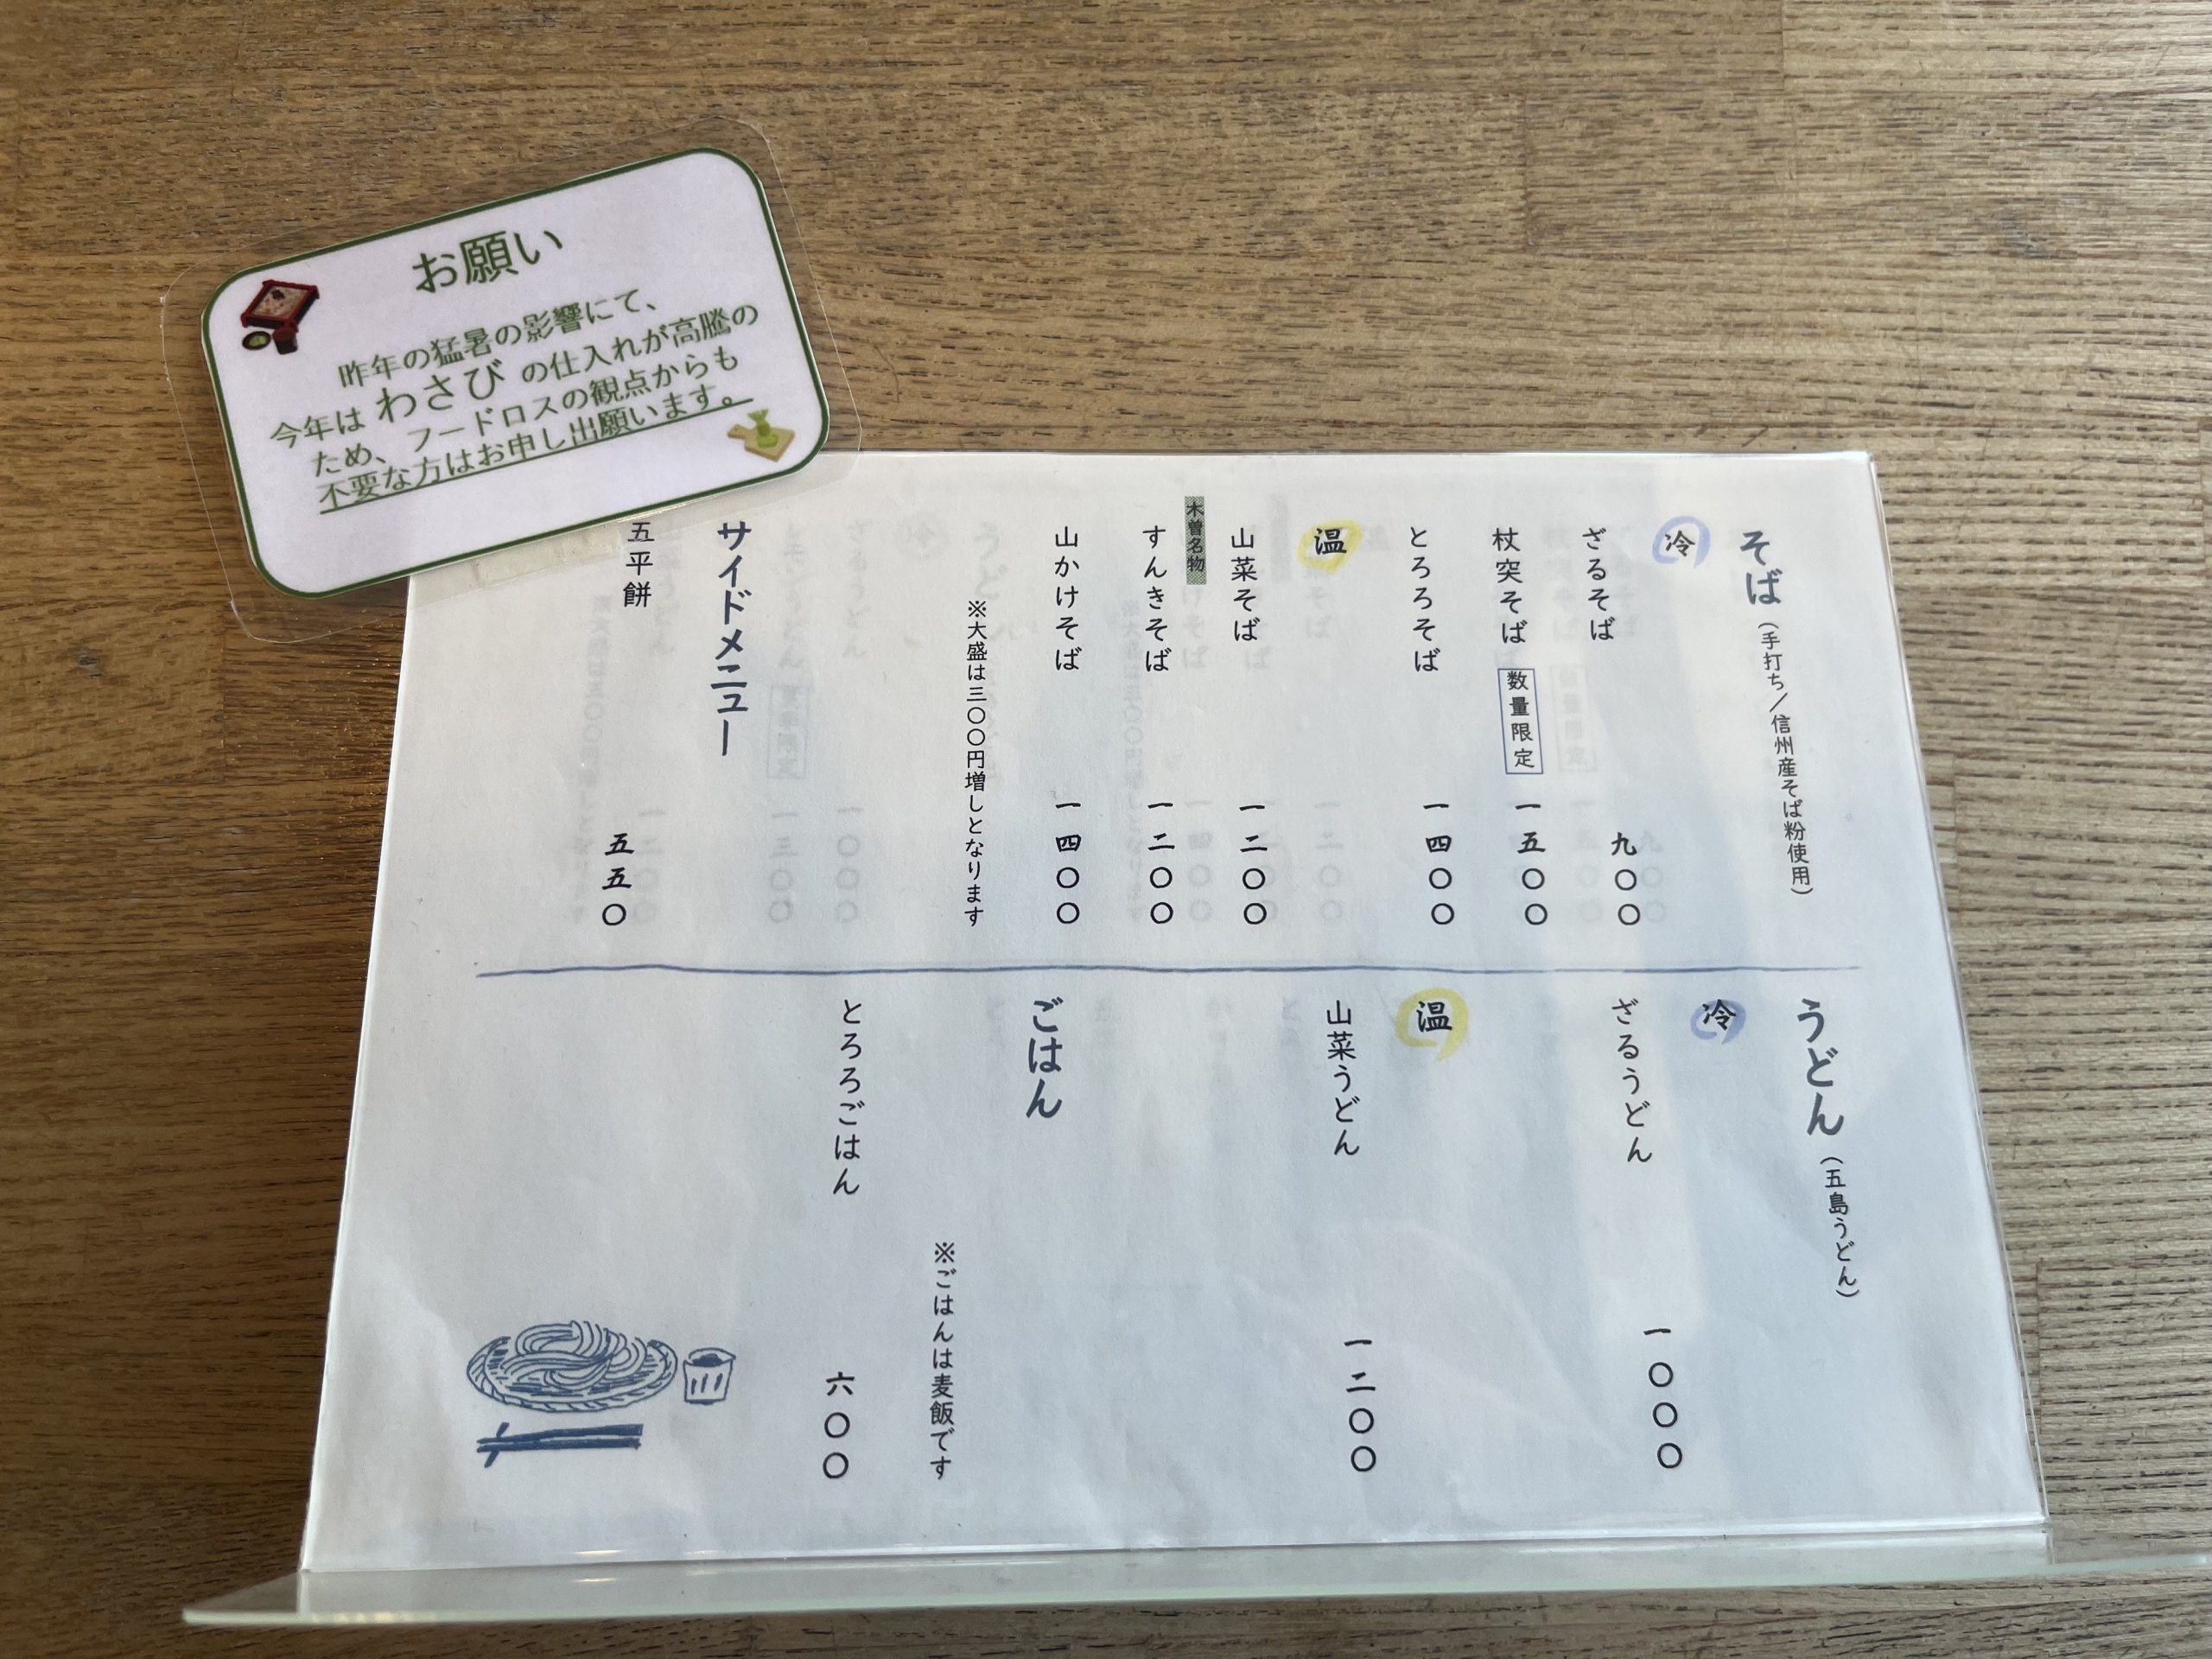 お願い
昨年の猛暑の影響にて、
今年は わさび の仕入れが高騰の
ため、フードロスの観点からも
不要な方はお申し出願います。
そば（手打ち／信州産そば粉使用）
冷
ざるそば 九〇〇
杖突そば 数量限定 一五〇〇
とろろそば 一四〇〇
温
山菜そば 一二〇〇
木曽名物
すんきそば 一二〇〇
山かけそば 一四〇〇
※大盛は三〇〇円増しとなります
サイドメニュー
五平餅 五五〇
うどん（五島うどん）
冷
ざるうどん 一〇〇〇
温
山菜うどん 一二〇〇
ごはん
※ごはんは麦飯です
とろろごはん 六〇〇